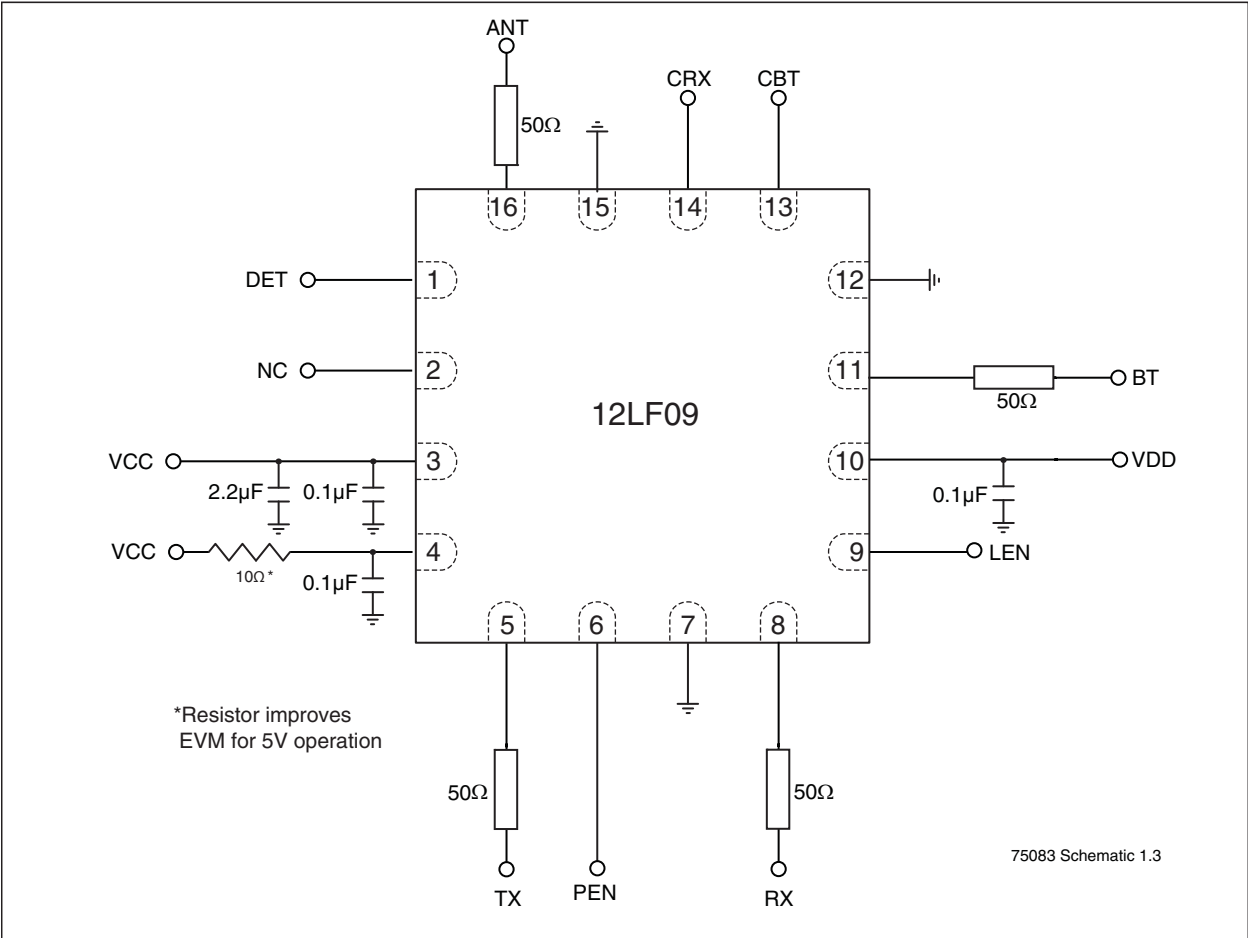 ANT
CRX
CBT
50Ω
16
15
14
13
DET
1
12
NC
2
11
BT
50Ω
12LF09
VCC
3
10
VDD
2.2µF
0.1µF
0.1µF
VCC
10Ω*
4
9
LEN
0.1µF
5
6
7
8
*Resistor improves
EVM for 5V operation
50Ω
50Ω
TX
PEN
RX
75083 Schematic 1.3